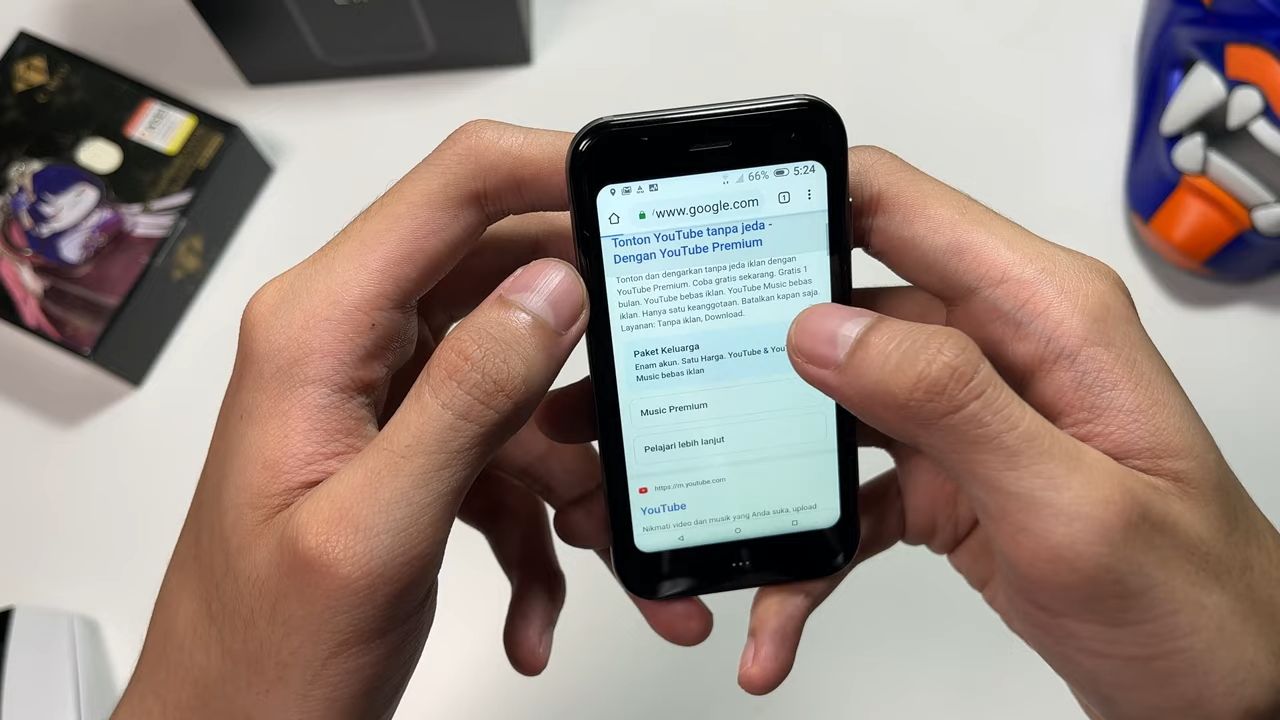 66% 5:24
/www.google.com
1
Tonton YouTube tanpa jeda -
Dengan YouTube Premium
Tonton dan dengarkan tanpa jeda iklan dengan
YouTube Premium. Coba gratis sekarang. Gratis 1
bulan. YouTube bebas iklan. YouTube Music bebas
iklan. Hanya satu keanggotaan. Batalkan kapan saja.
Layanan: Tanpa iklan, Download.
Paket Keluarga
Enam akun. Satu Harga. YouTube & You
Music bebas iklan
Music Premium
Pelajari lebih lanjut
https://m.youtube.com
YouTube
Nikmati video dan musik yang Anda suka, upload